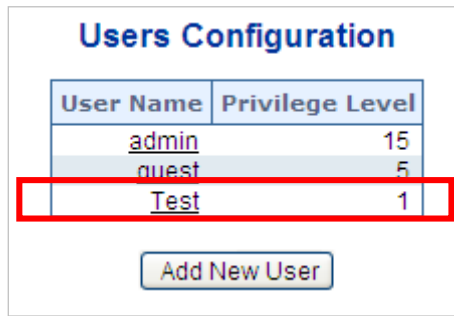 Users Configuration
User Name Privilege Level
admin 15
guest 5
Test 1
Add New User